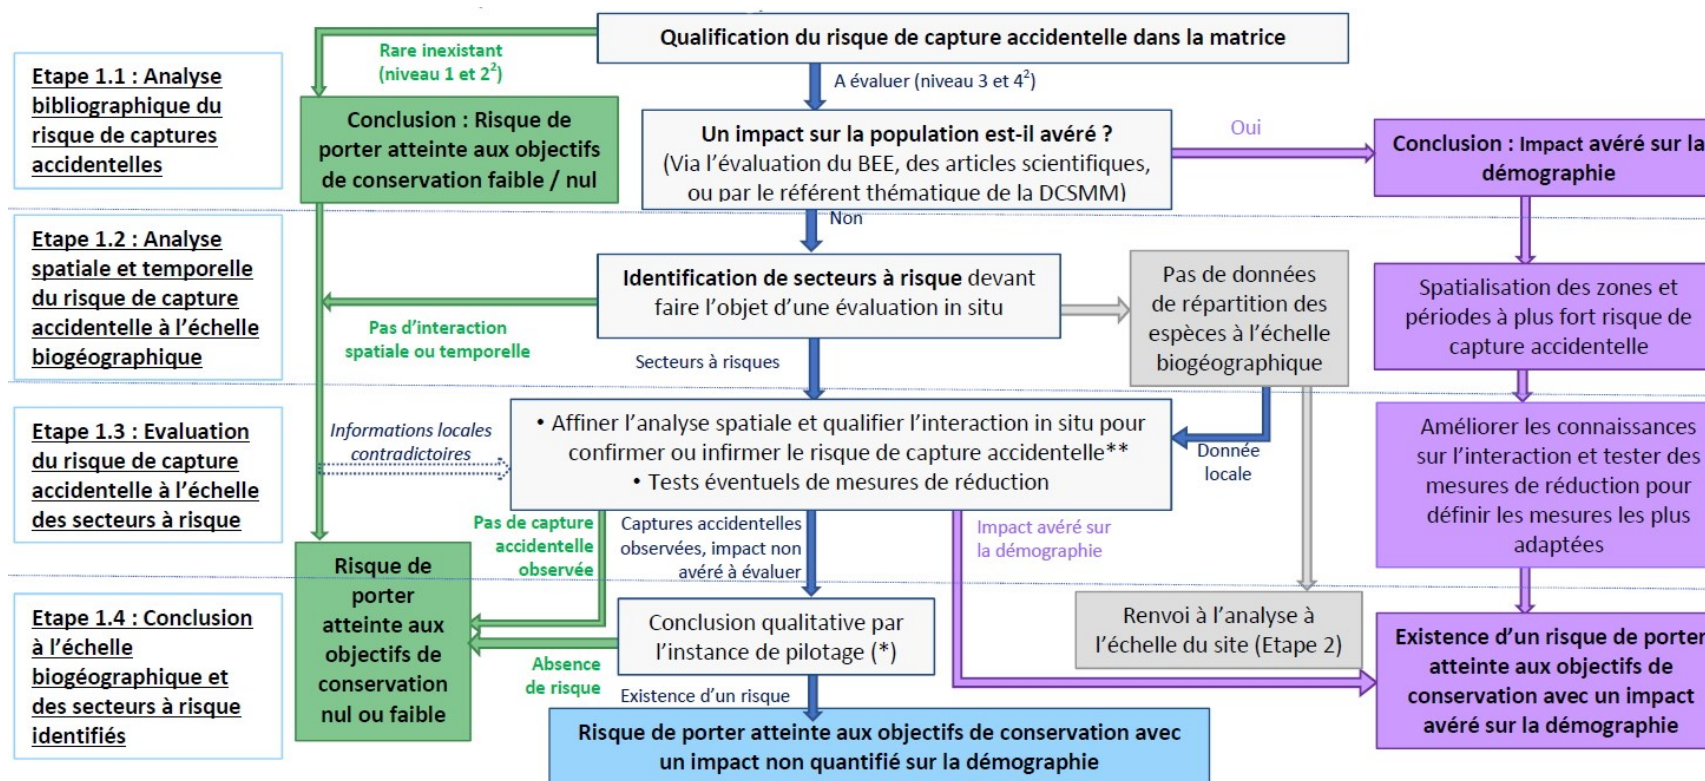 Qualification du risque de capture accidentelle dans la matrice
Rare inexistant
(niveau 1 et 2²)
A évaluer (niveau 3 et 4²)
Etape 1.1 : Analyse
bibliographique du
risque de captures
accidentelles
Conclusion : Risque de
porter atteinte aux objectifs
de conservation faible / nul
Un impact sur la population est-il avéré ?
(Via l’évaluation du BEE, des articles scientifiques,
ou par le référent thématique de la DCSMM)
Oui
Conclusion : Impact avéré sur la
démographie
Non
Etape 1.2 : Analyse
spatiale et temporelle
du risque de capture
accidentelle à l’échelle
biogéographique
Identification de secteurs à risque devant
faire l’objet d’une évaluation in situ
Pas d’interaction
spatiale ou temporelle
Secteurs à risques
Pas de données
de répartition des
espèces à l’échelle
biogéographique
Spatialisation des zones et
périodes à plus fort risque de
capture accidentelle
Etape 1.3 : Evaluation
du risque de capture
accidentelle à l’échelle
des secteurs à risque
Informations locales
contradictoires
• Affiner l’analyse spatiale et qualifier l’interaction in situ pour
confirmer ou infirmer le risque de capture accidentelle**
• Tests éventuels de mesures de réduction
Donnée
locale
Améliorer les connaissances
sur l’interaction et tester des
mesures de réduction pour
définir les mesures les plus
adaptées
Pas de capture
accidentelle
observée
Captures accidentelles
observées, impact non
avéré à évaluer
Impact avéré sur
la démographie
Etape 1.4 : Conclusion
à l’échelle
biogéographique et
des secteurs à risque
identifiés
Risque de
porter
atteinte aux
objectifs de
conservation
nul ou faible
Conclusion qualitative par
l’instance de pilotage (*)
Absence
de risque
Existence d’un risque
Renvoi à l’analyse à
l’échelle du site (Etape 2)
Existence d’un risque de porter
atteinte aux objectifs de
conservation avec un impact
avéré sur la démographie
Risque de porter atteinte aux objectifs de conservation avec
un impact non quantifié sur la démographie